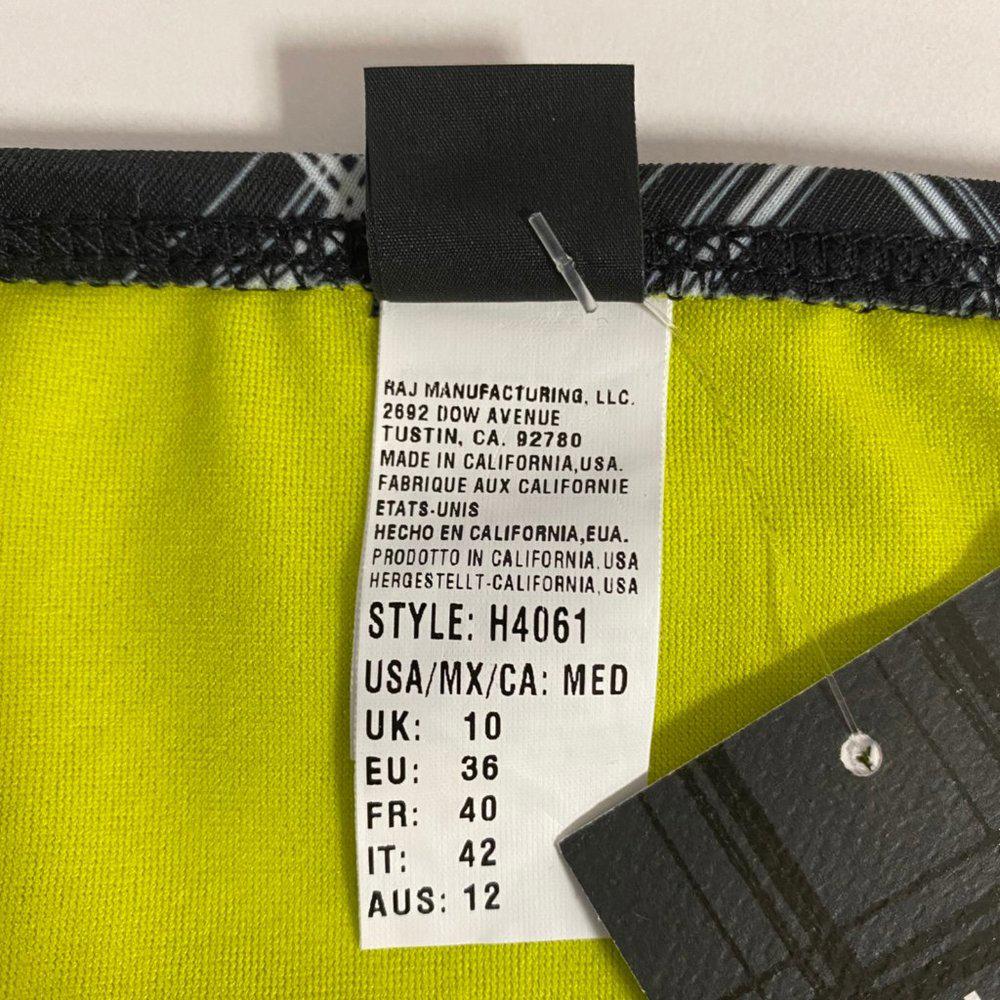 RAJ MANUFACTURING, LLC.
2692 DOW AVENUE
TUSTIN, CA. 92780
MADE IN CALIFORNIA,USA.
FABRIQUE AUX CALIFORNIE
ETATS-UNIS
HECHO EN CALIFORNIA,EUA.
PRODOTTO IN CALIFORNIA,USA
HERGESTELLT-CALIFORNIA,USA
STYLE: H4061
USA/MX/CA: MED
UK: 10
EU: 36
FR: 40
IT: 42
AUS: 12